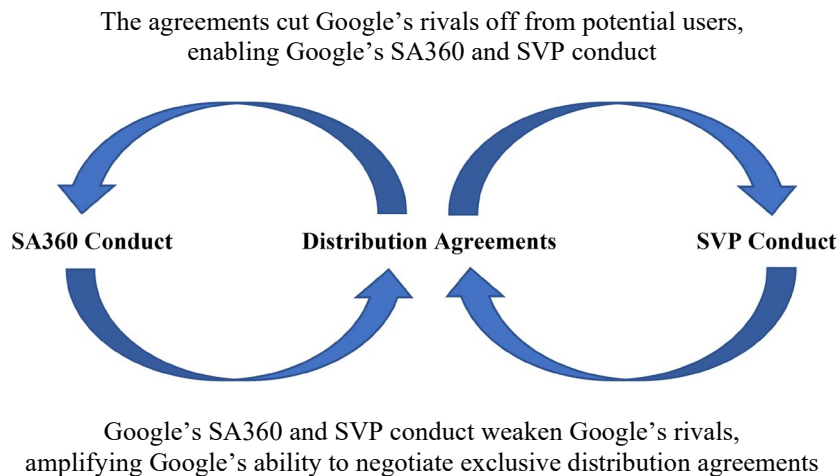 The agreements cut Google’s rivals off from potential users,
enabling Google’s SA360 and SVP conduct
SA360 Conduct
Distribution Agreements
SVP Conduct
Google’s SA360 and SVP conduct weaken Google’s rivals,
amplifying Google’s ability to negotiate exclusive distribution agreements